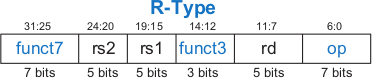 R-Type
31:25 24:20 19:15 14:12 11:7 6:0
funct7 rs2 rs1 funct3 rd op
7 bits 5 bits 5 bits 3 bits 5 bits 7 bits